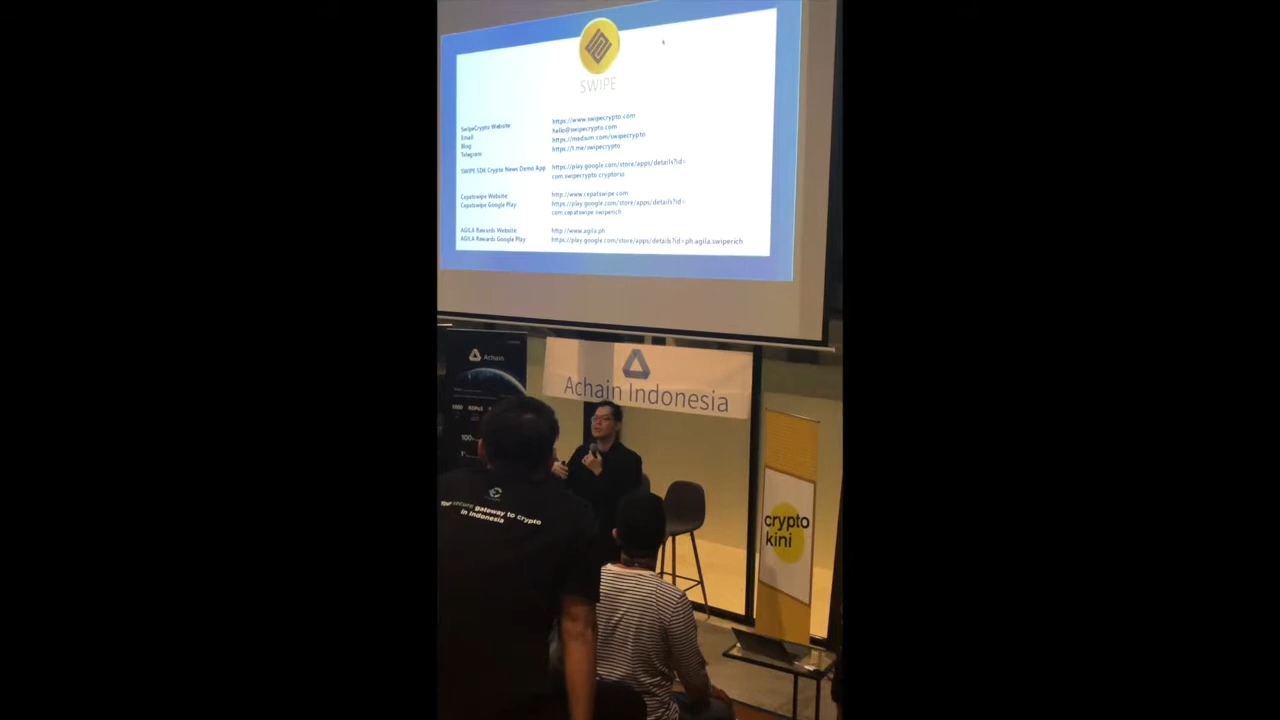 SWIPE
SwipeCrypto Website https://www.swipecrypto.com
Email hello@swipecrypto.com
Blog https://medium.com/swipecrypto
Telegram https://t.me/swipecrypto
SWIPE SDK Crypto News Demo App https://play.google.com/store/apps/details?id=
com.swipecrypto.cryptoriss
Cepatswipe Website http://www.cepatswipe.com
Cepatswipe Google Play https://play.google.com/store/apps/details?id=
com.cepatswipe.swiperich
AGILA Rewards Website http://www.agila.ph
AGILA Rewards Google Play https://play.google.com/store/apps/details?id=ph.agila.swiperich
Achain
Achain Indonesia
secure gateway to crypto
in Indonesia
crypto
kini